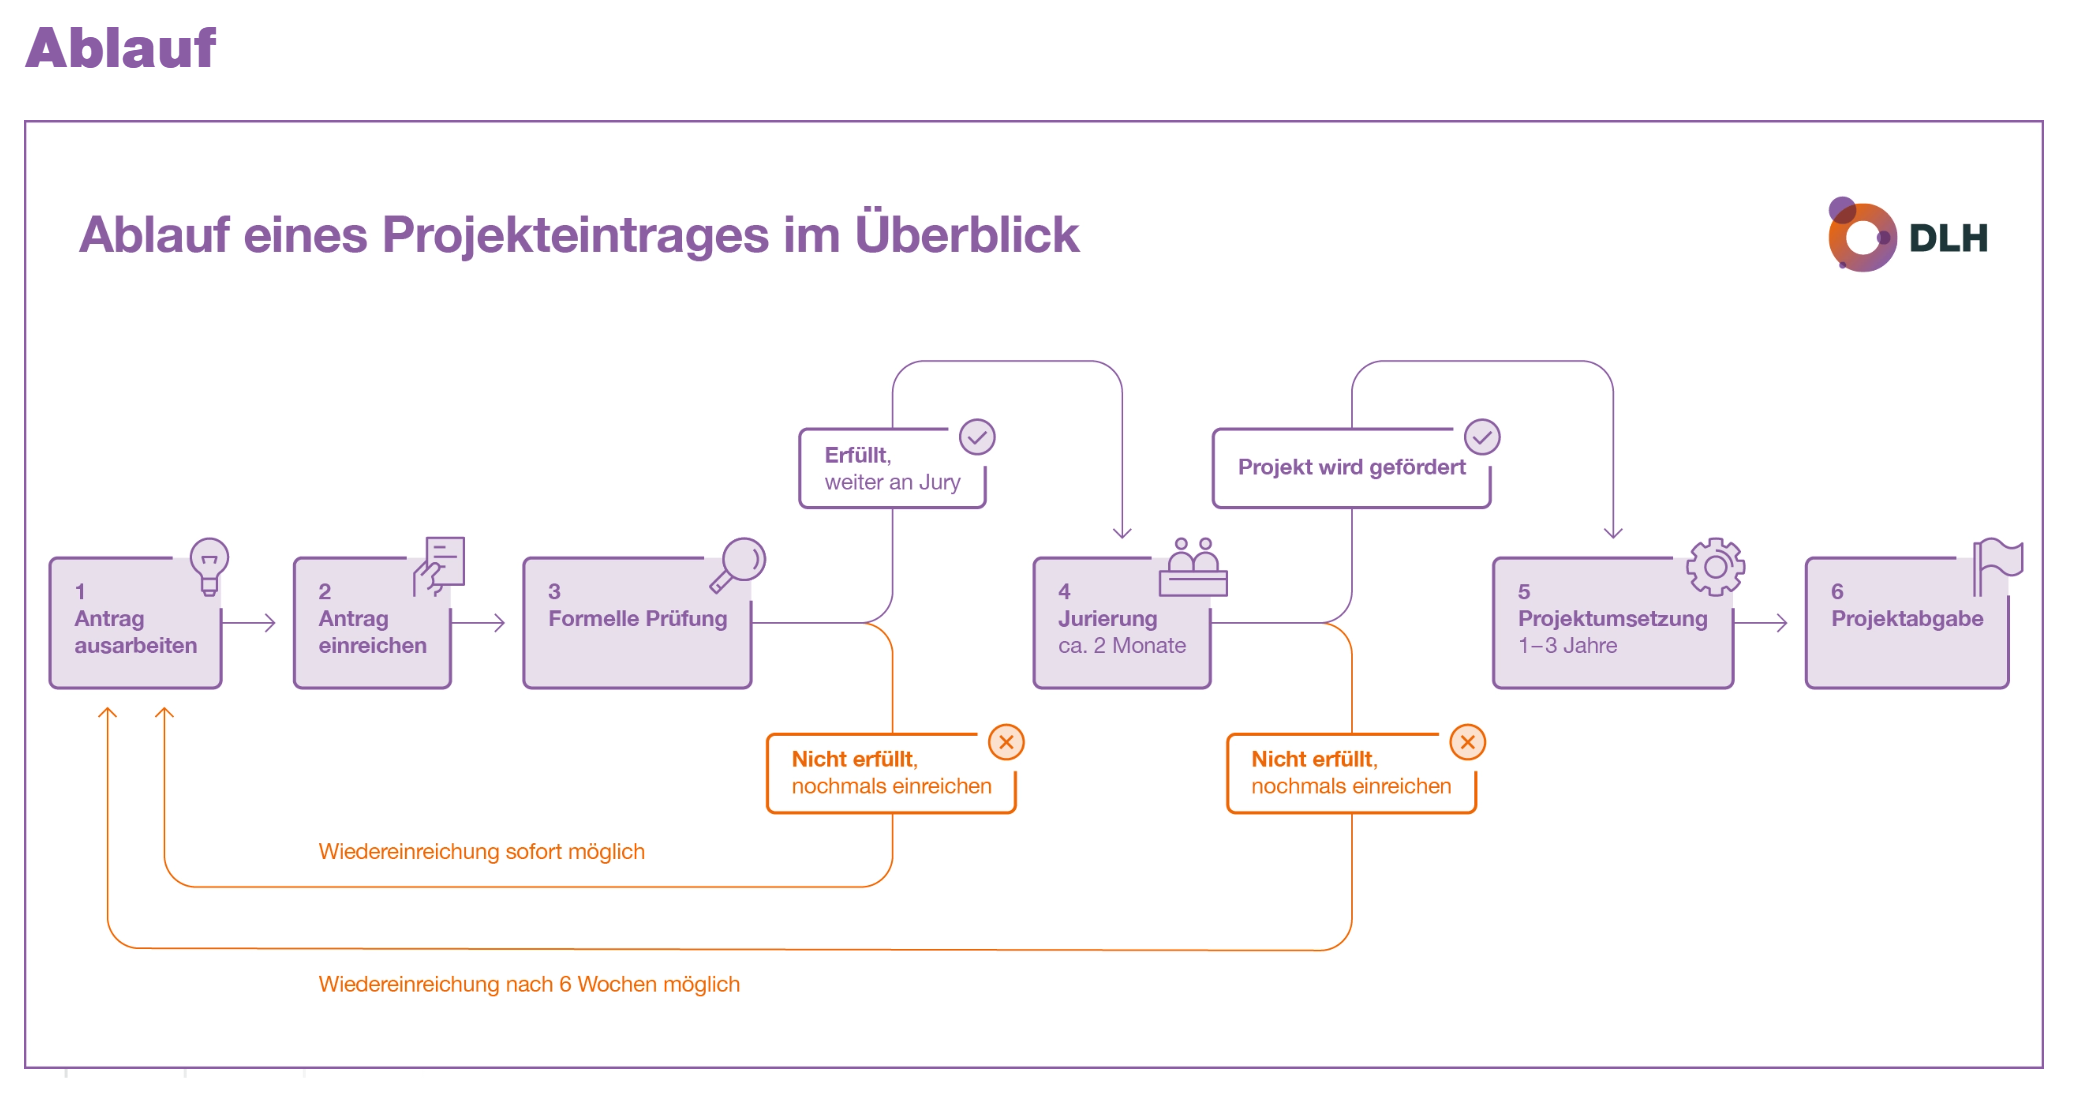 Ablauf
Ablauf eines Projekteintrages im Überblick
DLH
1
Antrag
ausarbeiten
2
Antrag
einreichen
3
Formelle Prüfung
Erfüllt,
weiter an Jury
Nicht erfüllt,
nochmals einreichen
4
Jurierung
ca. 2 Monate
Projekt wird gefördert
Nicht erfüllt,
nochmals einreichen
5
Projektumsetzung
1–3 Jahre
6
Projektabgabe
Wiedereinreichung sofort möglich
Wiedereinreichung nach 6 Wochen möglich